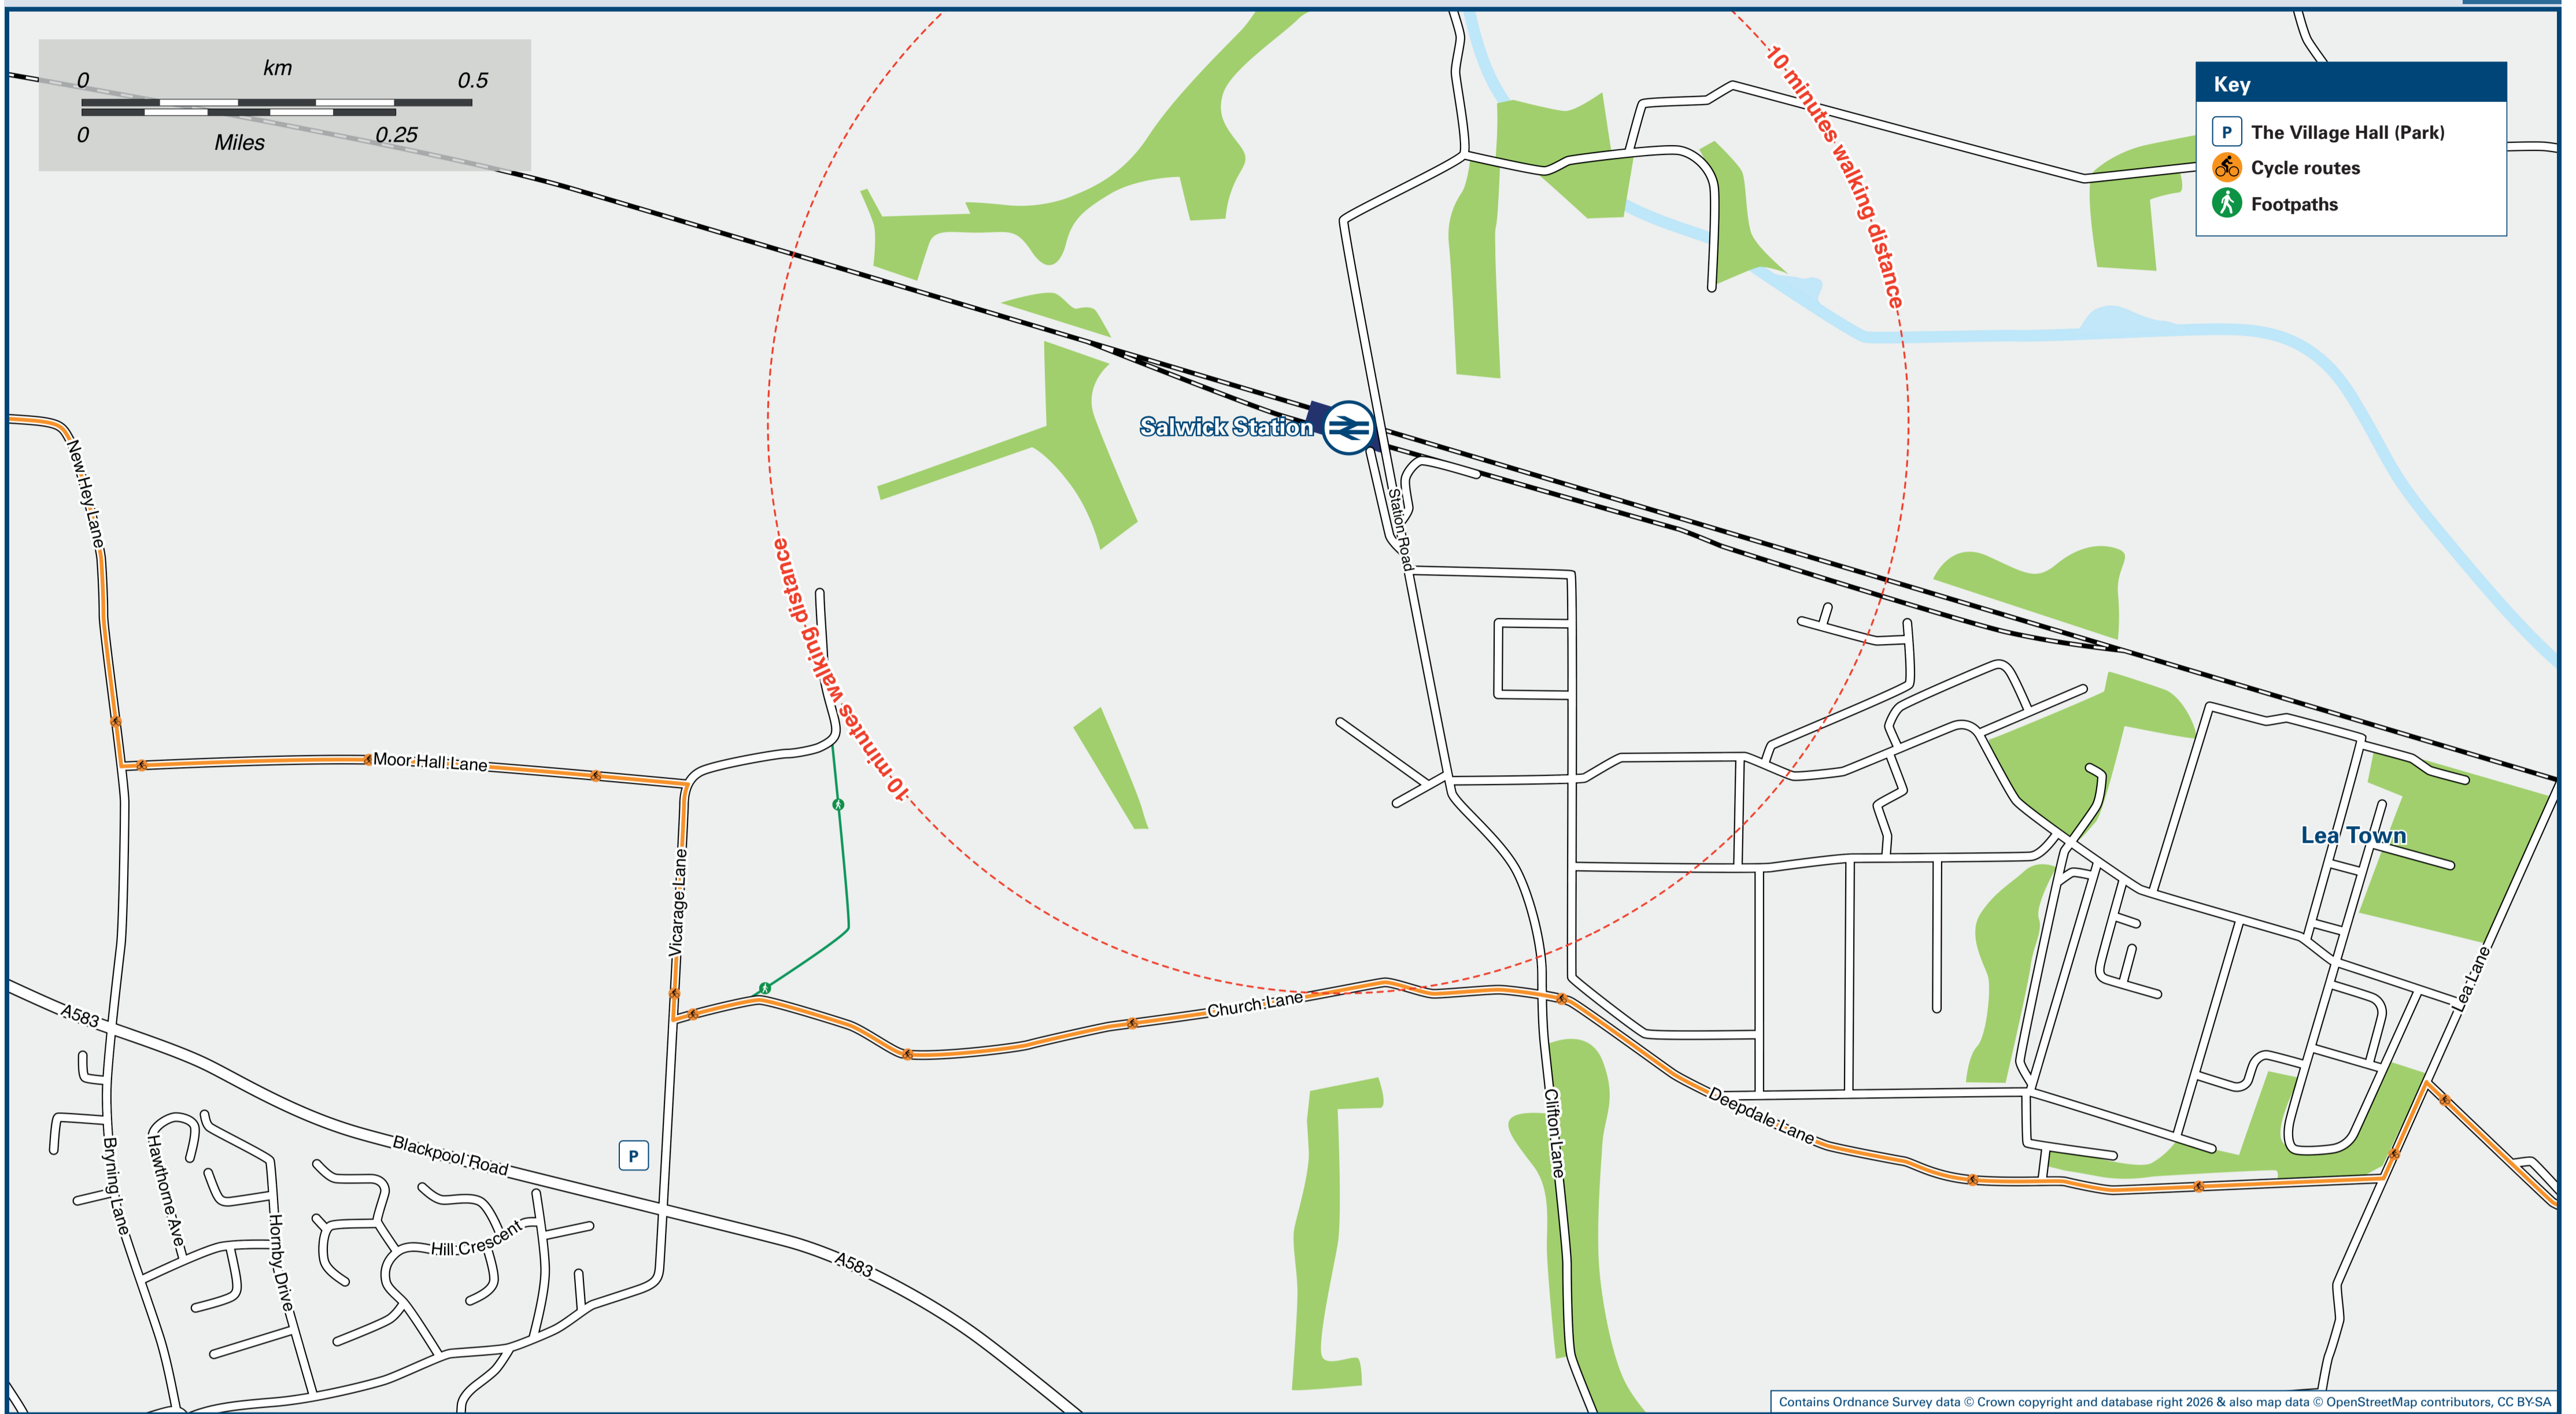 km
0 0.5
0 Miles 0.25
10 minutes walking distance
Key
P The Village Hall (Park)
Cycle routes
Footpaths
Salwick Station
New Hey Lane
Station Road
10 minutes walking distance
Moor Hall Lane
Vicarage Lane
Lea Town
Lea Lane
Church Lane
A583
Deepdale Lane
Clifton Lane
Blackpool Road
P
Bryning Lane
Hawthorne Ave
Hornby Drive
Hill Crescent
A583
Contains Ordnance Survey data © Crown copyright and database right 2026 & also map data © OpenStreetMap contributors, CC BY-SA